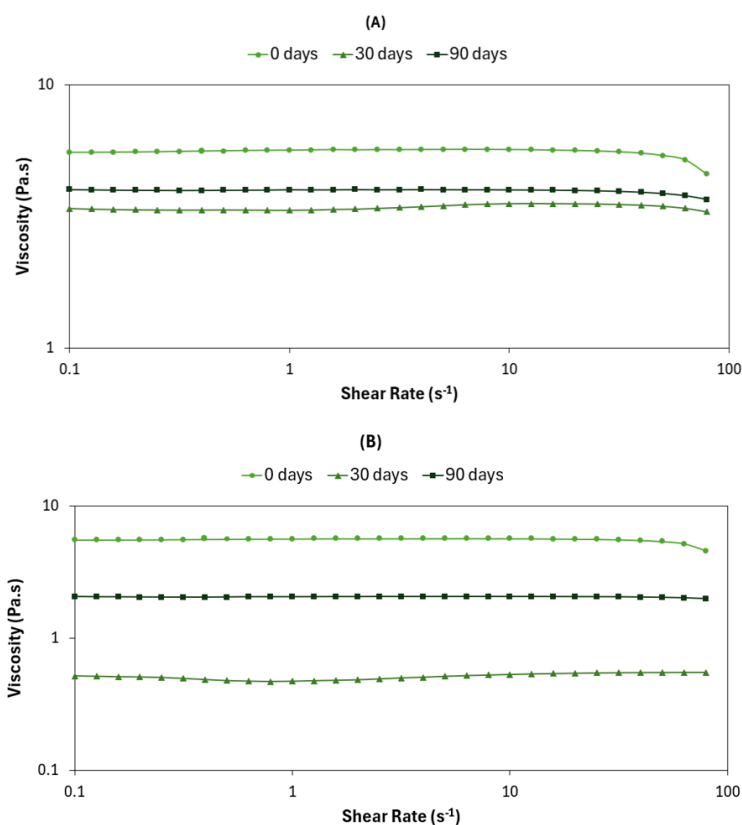 (A)
0 days 30 days 90 days
10
1
Viscosity (Pa.s)
0.1 1 10 100
Shear Rate (s⁻¹)
(B)
0 days 30 days 90 days
10
1
0.1
Viscosity (Pa.s)
0.1 1 10 100
Shear Rate (s⁻¹)